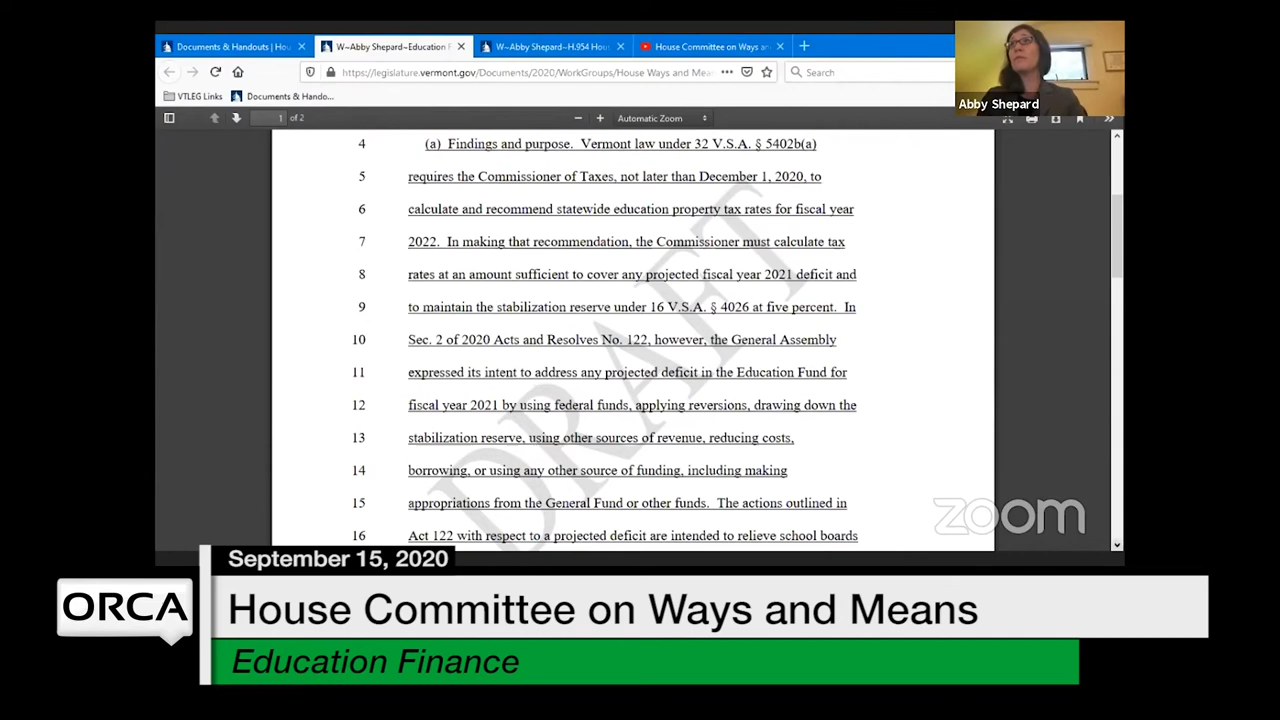 Documents & Handouts | Hou
W~Abby Shepard~Education F
W~Abby Shepard~H.954 Hou
House Committee on Ways an
https://legislature.vermont.gov/Documents/2020/WorkGroups/House Ways and Mea
Search
VTLEG Links
Documents & Hando...
Abby Shepard
1 of 2
Automatic Zoom
4 (a) Findings and purpose. Vermont law under 32 V.S.A. § 5402b(a)
5 requires the Commissioner of Taxes, not later than December 1, 2020, to
6 calculate and recommend statewide education property tax rates for fiscal year
7 2022. In making that recommendation, the Commissioner must calculate tax
8 rates at an amount sufficient to cover any projected fiscal year 2021 deficit and
9 to maintain the stabilization reserve under 16 V.S.A. § 4026 at five percent. In
10 Sec. 2 of 2020 Acts and Resolves No. 122, however, the General Assembly
11 expressed its intent to address any projected deficit in the Education Fund for
12 fiscal year 2021 by using federal funds, applying reversions, drawing down the
13 stabilization reserve, using other sources of revenue, reducing costs,
14 borrowing, or using any other source of funding, including making
15 appropriations from the General Fund or other funds. The actions outlined in
16 Act 122 with respect to a projected deficit are intended to relieve school boards
DRAFT
zoom
September 15, 2020
ORCA
House Committee on Ways and Means
Education Finance